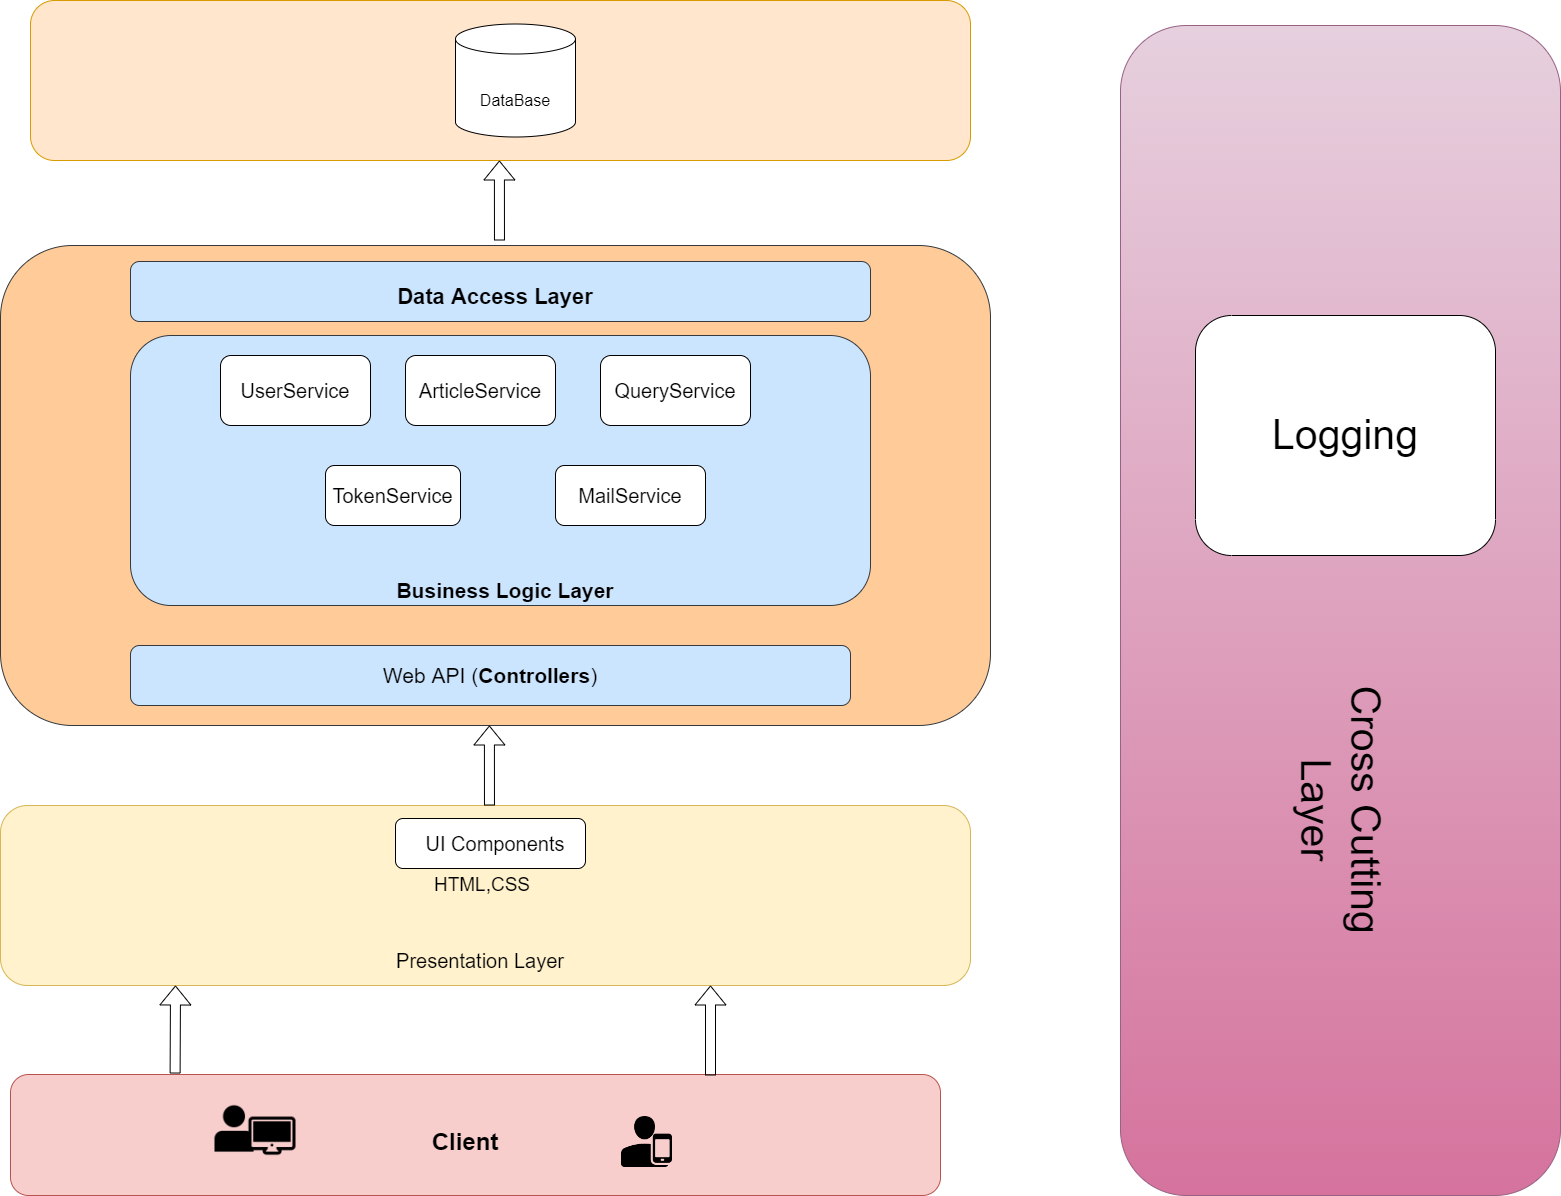 DataBase
Data Access Layer
UserService
ArticleService
QueryService
TokenService
MailService
Business Logic Layer
Web API (Controllers)
UI Components
HTML,CSS
Presentation Layer
Client
Logging
Cross Cutting
Layer